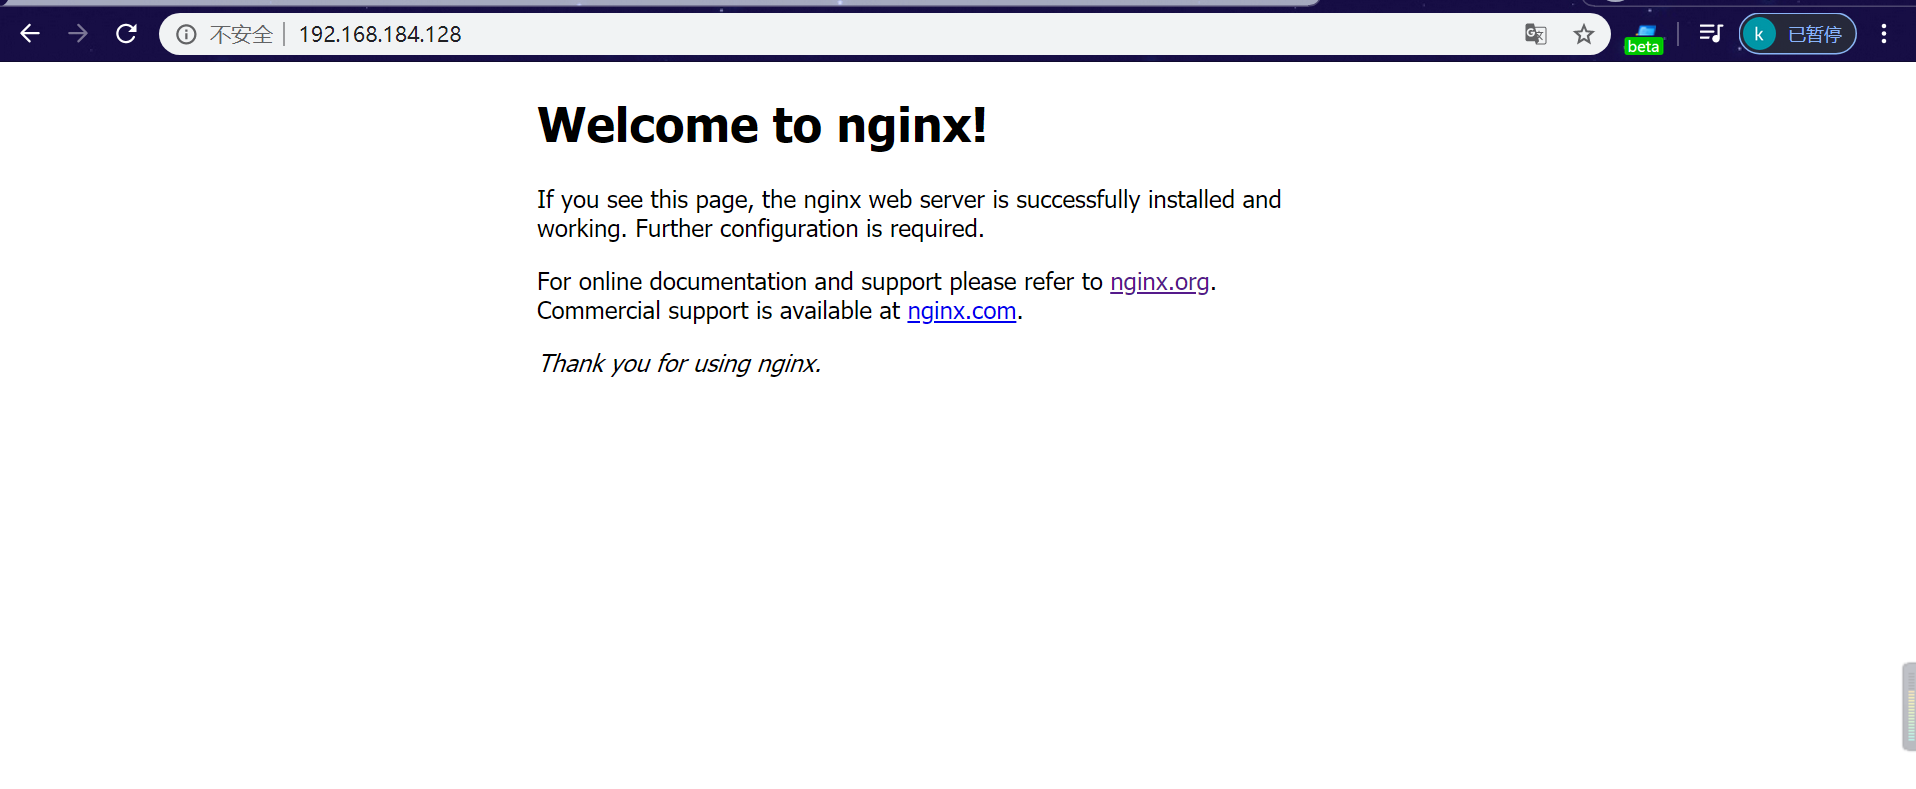 不安全 192.168.184.128
beta
k 已暂停
Welcome to nginx!
If you see this page, the nginx web server is successfully installed and
working. Further configuration is required.
For online documentation and support please refer to nginx.org.
Commercial support is available at nginx.com.
Thank you for using nginx.